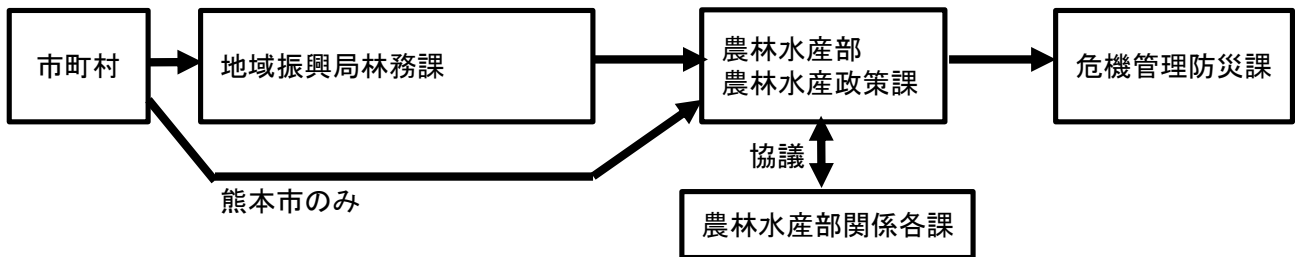 市町村
地域振興局林務課
農林水産部
農林水産政策課
危機管理防災課
協議
熊本市のみ
農林水産部関係各課